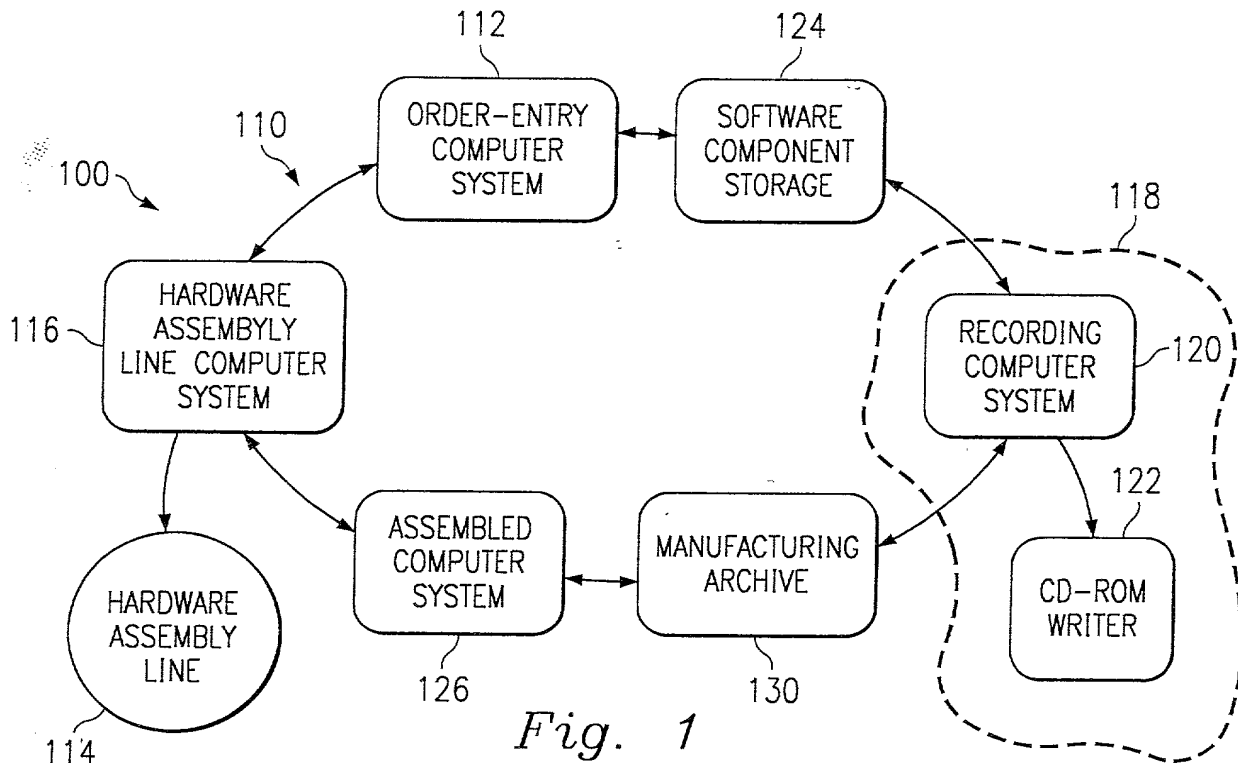 112
124
ORDER-ENTRY
COMPUTER
SYSTEM
SOFTWARE
COMPONENT
STORAGE
110
100
118
116
HARDWARE
ASSEMBYLY
LINE COMPUTER
SYSTEM
RECORDING
COMPUTER
SYSTEM
120
122
ASSEMBLED
COMPUTER
SYSTEM
MANUFACTURING
ARCHIVE
CD-ROM
WRITER
HARDWARE
ASSEMBLY
LINE
126
130
114
Fig. 1